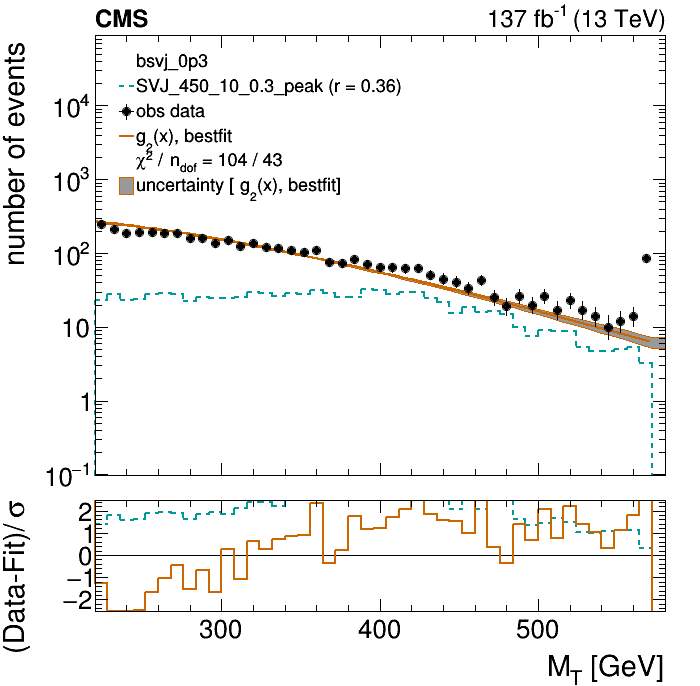 CMS 137 fb⁻¹ (13 TeV)
number of events
10⁴
10³
10²
10
1
10⁻¹
bsvj_0p3
SVJ_450_10_0.3_peak (r = 0.36)
obs data
g₂(x), bestfit
χ² / n_dof = 104 / 43
uncertainty [ g₂(x), bestfit]
(Data-Fit)/ σ
2
1
0
−1
−2
300 400 500
M_T [GeV]